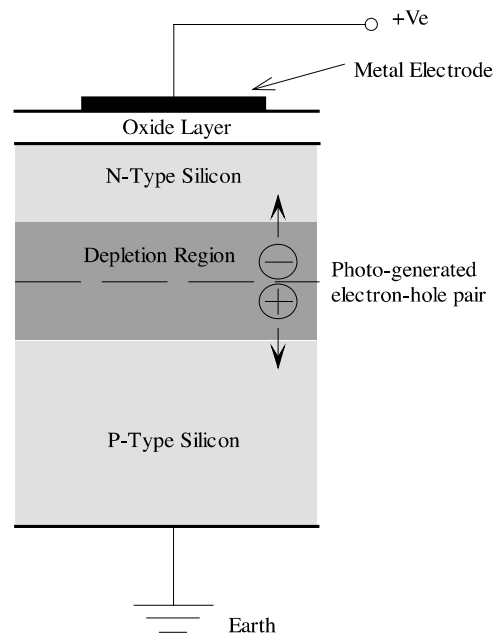 +Ve
Metal Electrode
Oxide Layer
N-Type Silicon
Depletion Region
Photo-generated
electron-hole pair
P-Type Silicon
Earth